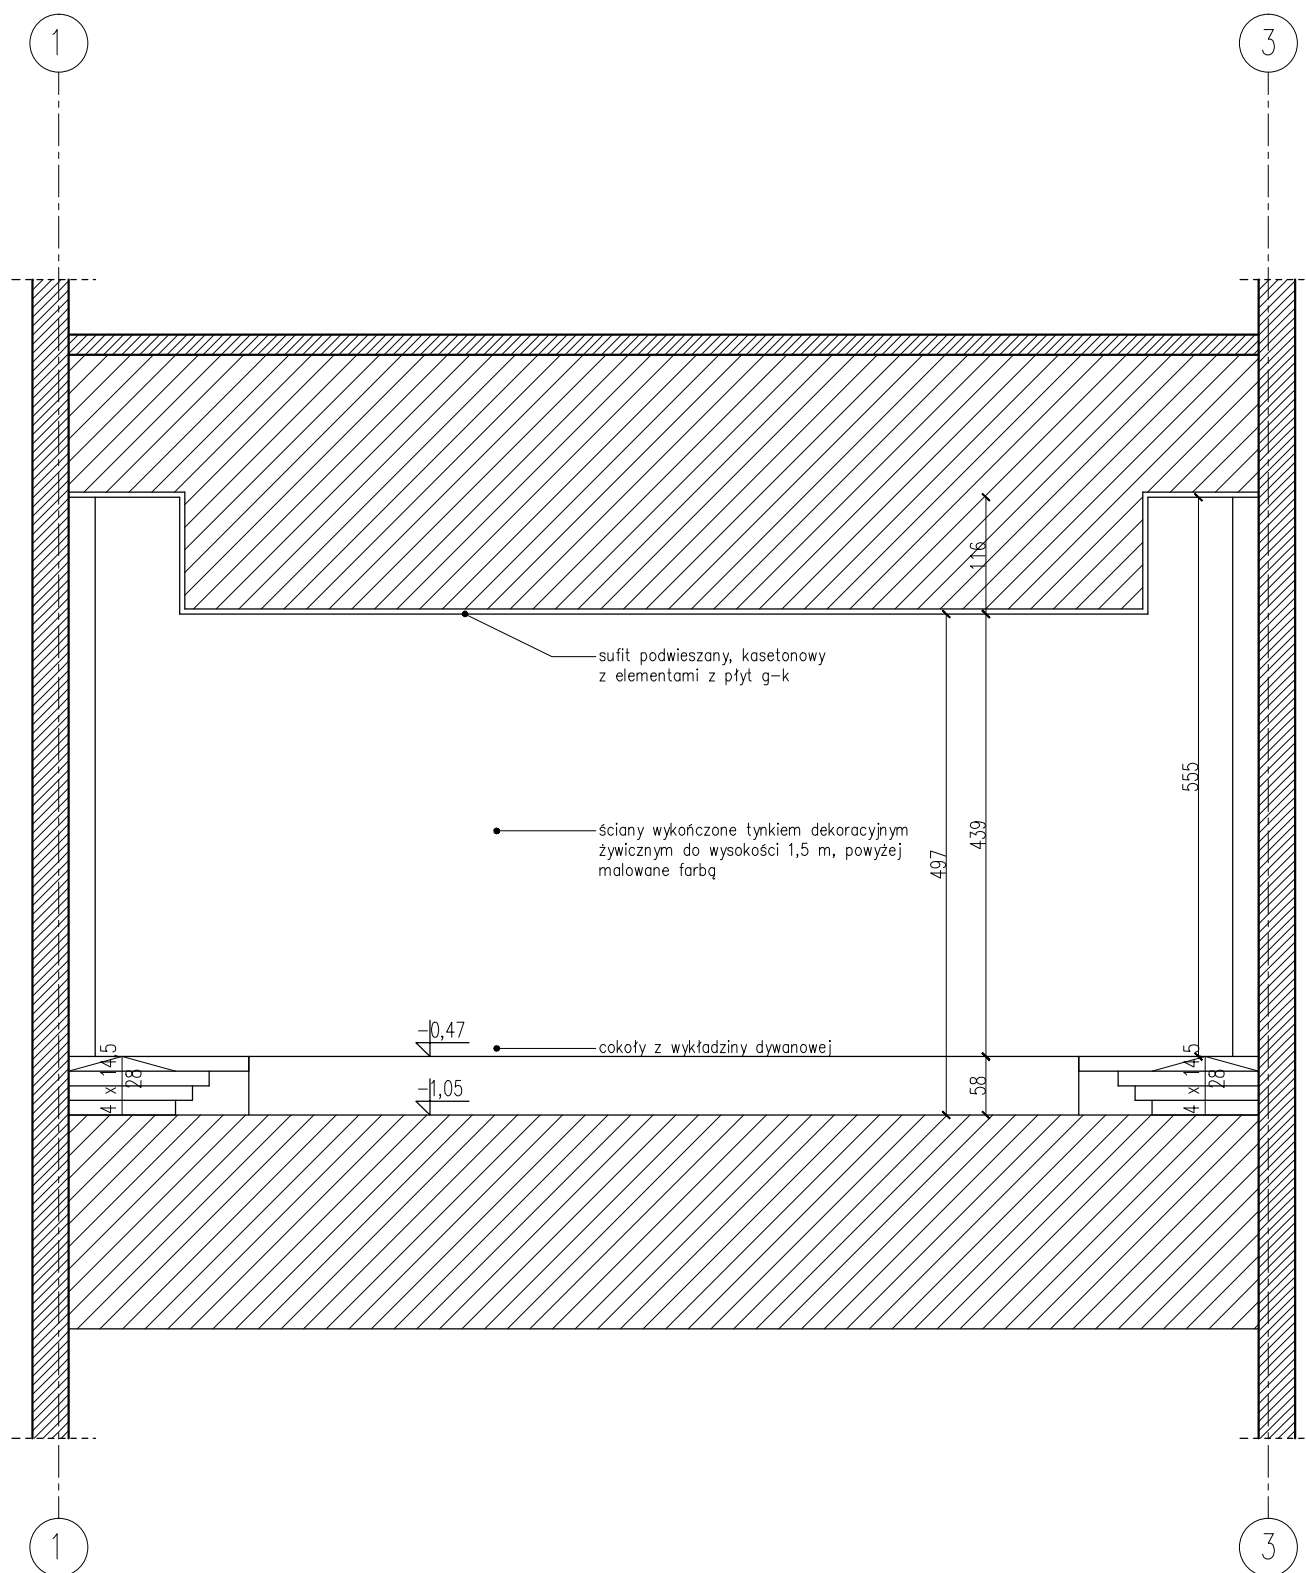 1
3
116
sufit podwieszany, kasetonowy
z elementami z płyt g-k
555
439
497
ściany wykończone tynkiem dekoracyjnym
żywicznym do wysokości 1,5 m, powyżej
malowane farbą
-0,47
cokoły z wykładziny dywanowej
4 x 14,5
28
-1,05
58
4 x 14,5
28
1
3